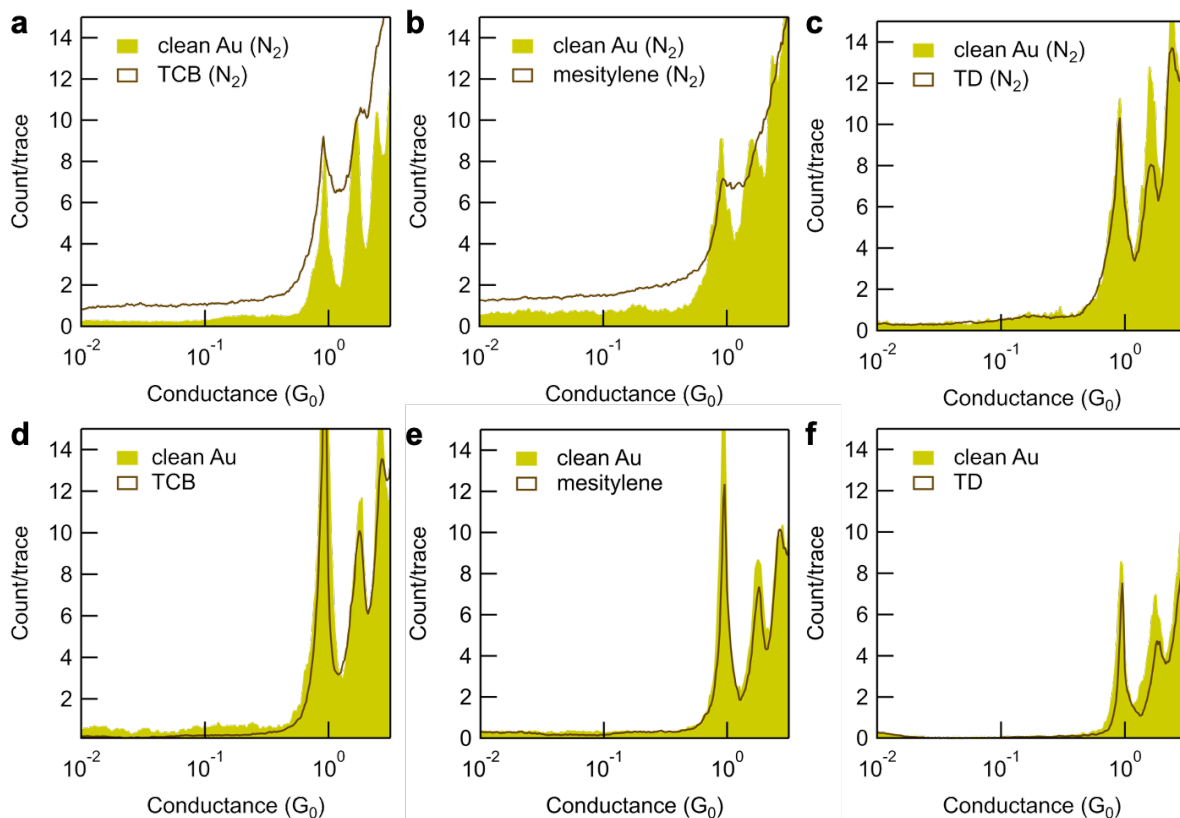 a
clean Au (N₂)
TCB (N₂)
Count/trace
14
12
10
8
6
4
2
0
10⁻²
10⁻¹
10⁰
Conductance (G₀)
b
clean Au (N₂)
mesitylene (N₂)
Count/trace
14
12
10
8
6
4
2
0
10⁻²
10⁻¹
10⁰
Conductance (G₀)
c
clean Au (N₂)
TD (N₂)
Count/trace
14
12
10
8
6
4
2
0
10⁻²
10⁻¹
10⁰
Conductance (G₀)
d
clean Au
TCB
Count/trace
14
12
10
8
6
4
2
10⁻²
10⁻¹
10⁰
Conductance (G₀)
e
clean Au
mesitylene
Count/trace
14
12
10
8
6
4
2
0
10⁻²
10⁻¹
10⁰
Conductance (G₀)
f
clean Au
TD
Count/trace
14
12
10
8
6
4
2
0
10⁻²
10⁻¹
10⁰
Conductance (G₀)